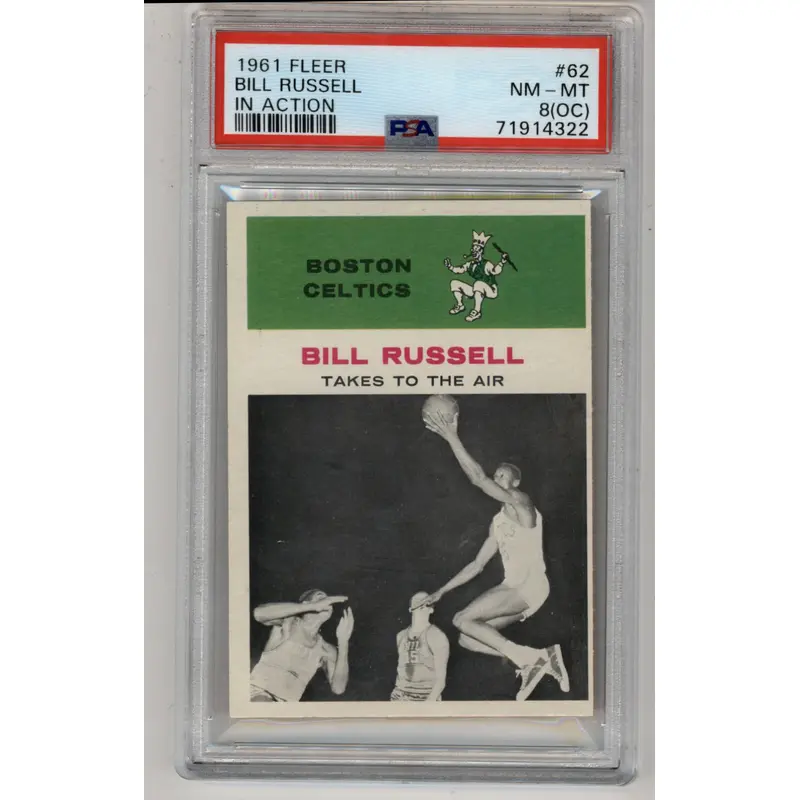 1961 FLEER #62
BILL RUSSELL NM - MT
IN ACTION 8(OC)
PSA 71914322
BOSTON
CELTICS
BILL RUSSELL
TAKES TO THE AIR